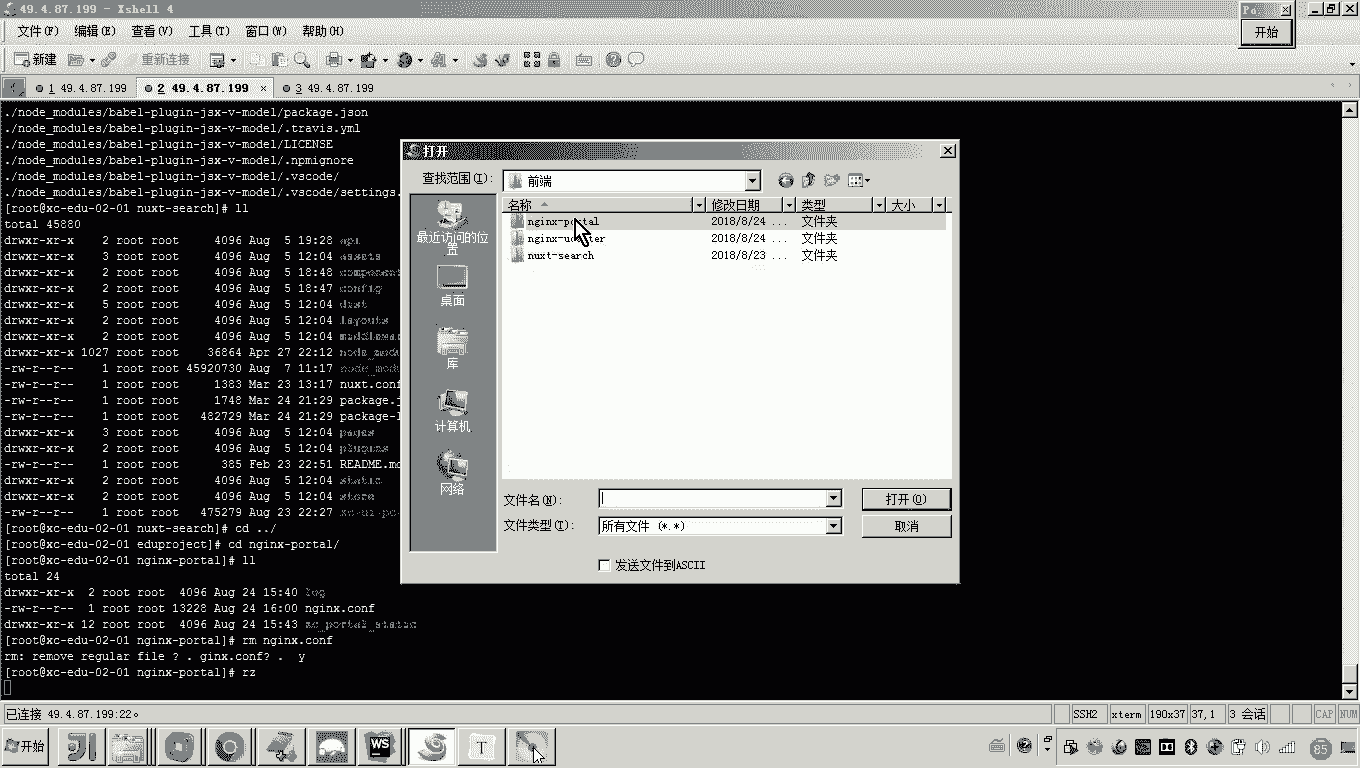 49.4.87.199 - Xshell 4
开始
文件(F) 编辑(E) 查看(V) 工具(T) 窗口(W) 帮助(H)
新建 重新连接
1 49.4.87.199 2 49.4.87.199 × 3 49.4.87.199
./node_modules/babel-plugin-jsx-v-model/package.json
./node_modules/babel-plugin-jsx-v-model/.travis.yml
./node_modules/babel-plugin-jsx-v-model/LICENSE
./node_modules/babel-plugin-jsx-v-model/.npmignore
./node_modules/babel-plugin-jsx-v-model/.vscode/
./node_modules/babel-plugin-jsx-v-model/.vscode/settings.
[root@xc-edu-02-01 nuxt-search]# ll
total 45880
drwxr-xr-x 2 root root 4096 Aug 5 19:28 api
drwxr-xr-x 3 root root 4096 Aug 5 12:04 assets
drwxr-xr-x 2 root root 4096 Aug 5 18:48 component
drwxr-xr-x 2 root root 4096 Aug 5 18:47 config
drwxr-xr-x 5 root root 4096 Aug 5 12:04 dist
drwxr-xr-x 2 root root 4096 Aug 5 12:04 layouts
drwxr-xr-x 2 root root 4096 Aug 5 12:04 middlewa
drwxr-xr-x 1027 root root 36864 Apr 27 22:12 node_modu
-rw-r--r-- 1 root root 45920730 Aug 7 11:17 node_mod
-rw-r--r-- 1 root root 1383 Mar 23 13:17 nuxt.conf
-rw-r--r-- 1 root root 1748 Mar 24 21:29 package.j
-rw-r--r-- 1 root root 482729 Mar 24 21:29 package-l
drwxr-xr-x 3 root root 4096 Aug 5 12:04 pages
drwxr-xr-x 2 root root 4096 Aug 5 12:04 plugins
-rw-r--r-- 1 root root 385 Feb 23 22:51 README.md
drwxr-xr-x 2 root root 4096 Aug 5 12:04 static
drwxr-xr-x 2 root root 4096 Aug 5 12:04 store
-rw-r--r-- 1 root root 475279 Aug 23 22:27 xc-ui-pc
[root@xc-edu-02-01 nuxt-search]# cd ../
[root@xc-edu-02-01 eduproject]# cd nginx-portal/
[root@xc-edu-02-01 nginx-portal]# ll
total 24
drwxr-xr-x 2 root root 4096 Aug 24 15:40 log
-rw-r--r-- 1 root root 13228 Aug 24 16:00 nginx.conf
drwxr-xr-x 12 root root 4096 Aug 24 15:43 xc_portal_static
[root@xc-edu-02-01 nginx-portal]# rm nginx.conf
rm: remove regular file ? . ginx.conf? . y
[root@xc-edu-02-01 nginx-portal]# rz
打开
查找范围(I): 前端
名称 修改日期 类型 大小
nginx-portal 2018/8/24 ... 文件夹
nginx-ucenter 2018/8/24 ... 文件夹
nuxt-search 2018/8/23 ... 文件夹
最近访问的位置
桌面
库
计算机
网络
文件名(N): 打开(O)
文件类型(T): 所有文件 (*.*) 取消
发送文件到ASCII
已连接 49.4.87.199:22。 SSH2 xterm 190x37 37,1 3 会话 CAP NUM
开始 WS T 85